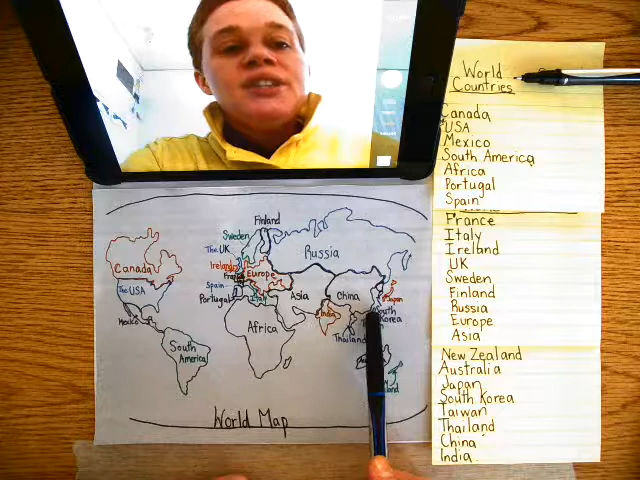 World
Countries
Canada
USA
Mexico
South America
Africa
Portugal
Spain
France
Italy
Ireland
UK
Sweden
Finland
Russia
Europe
Asia
New Zealand
Australia
Japan
South Korea
Taiwan
Thailand
China
India
Finland
Sweden
The UK
Russia
Canada
Ireland
Europe
The USA
Spain
Italy
Asia
China
Japan
Portugal
India
South
Korea
Mexico
Africa
Thailand
South
America
World Map